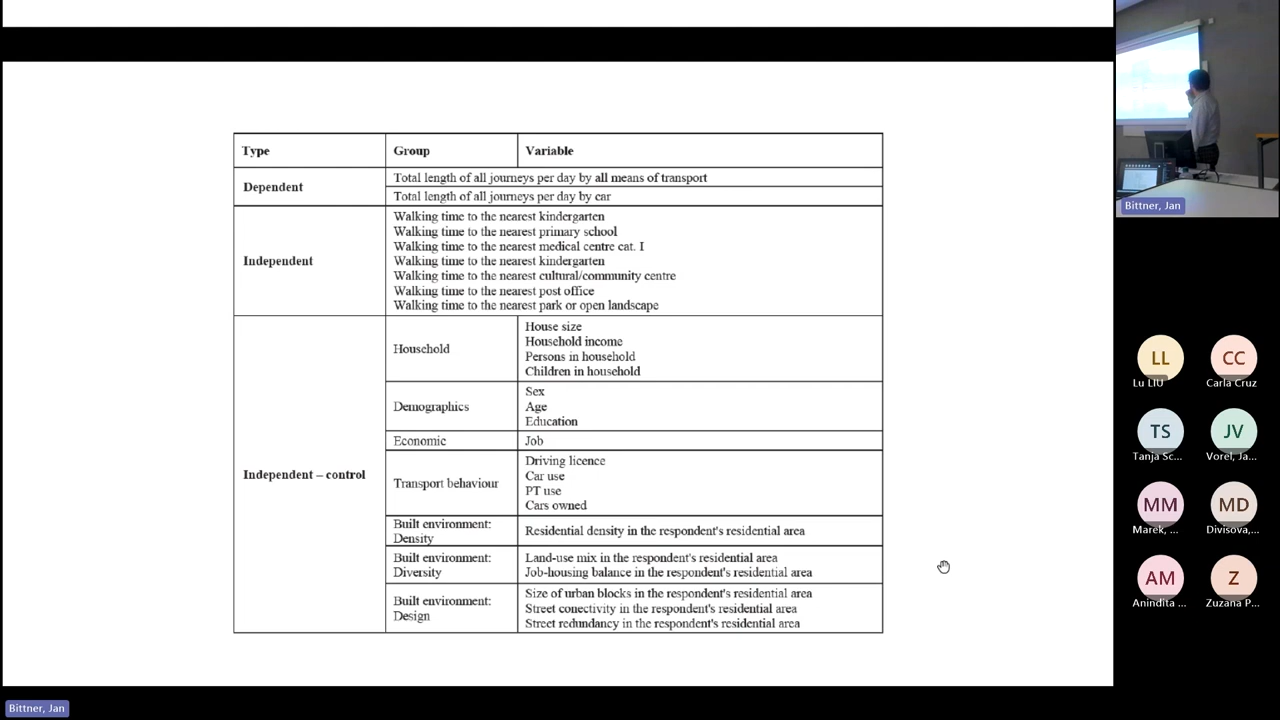 Type Group Variable
Dependent
Total length of all journeys per day by all means of transport
Total length of all journeys per day by car
Independent
Walking time to the nearest kindergarten
Walking time to the nearest primary school
Walking time to the nearest medical centre cat. I
Walking time to the nearest kindergarten
Walking time to the nearest cultural/community centre
Walking time to the nearest post office
Walking time to the nearest park or open landscape
Independent – control
Household
House size
Household income
Persons in household
Children in household
Demographics
Sex
Age
Education
Economic
Job
Transport behaviour
Driving licence
Car use
PT use
Cars owned
Built environment:
Density
Residential density in the respondent's residential area
Built environment:
Diversity
Land-use mix in the respondent's residential area
Job-housing balance in the respondent's residential area
Built environment:
Design
Size of urban blocks in the respondent's residential area
Street conectivity in the respondent's residential area
Street redundancy in the respondent's residential area
Bittner, Jan
LL
Lu LIU
CC
Carla Cruz
TS
Tanja Sc...
JV
Vorel, Ja...
MM
Marek, ...
MD
Divisova,...
AM
Anindita ...
Z
Zuzana P...
Bittner, Jan